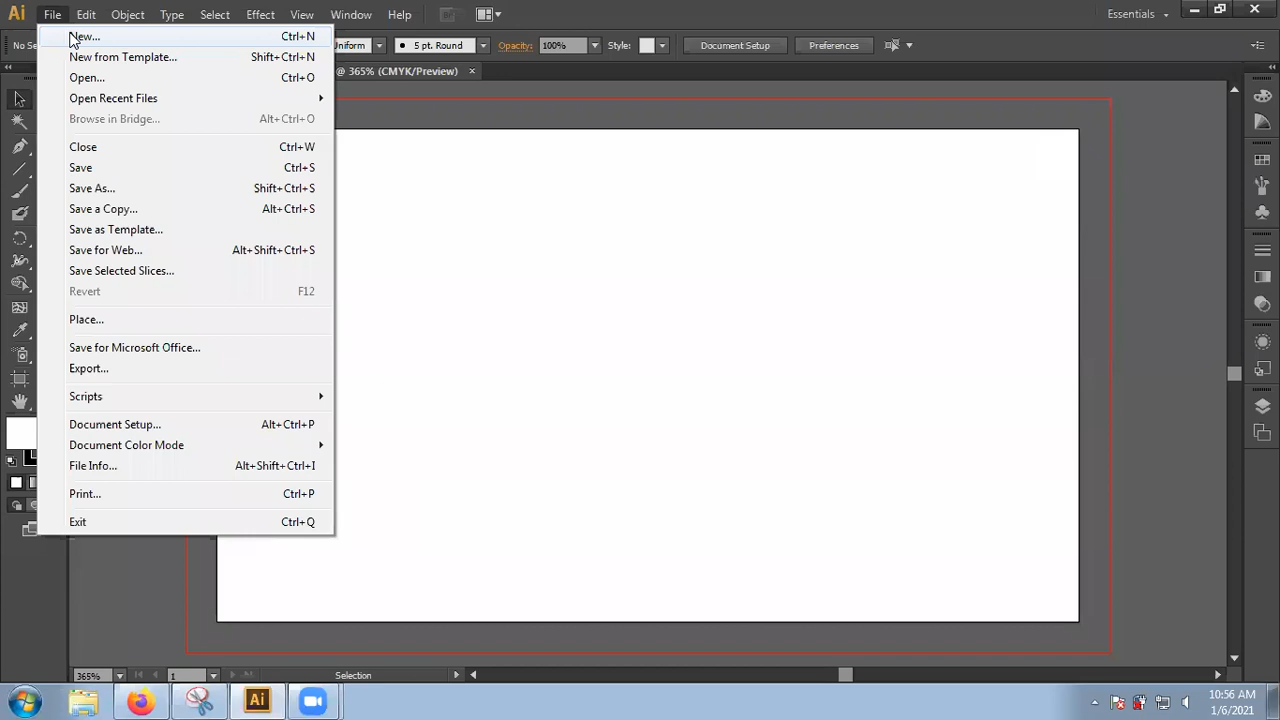 Ai File Edit Object Type Select Effect View Window Help Essentials
No Se Uniform 5 pt. Round Opacity: 100% Style: Document Setup Preferences
@ 365% (CMYK/Preview)
New... Ctrl+N
New from Template... Shift+Ctrl+N
Open... Ctrl+O
Open Recent Files
Browse in Bridge... Alt+Ctrl+O
Close Ctrl+W
Save Ctrl+S
Save As... Shift+Ctrl+S
Save a Copy... Alt+Ctrl+S
Save as Template...
Save for Web... Alt+Shift+Ctrl+S
Save Selected Slices...
Revert F12
Place...
Save for Microsoft Office...
Export...
Scripts
Document Setup... Alt+Ctrl+P
Document Color Mode
File Info... Alt+Shift+Ctrl+I
Print... Ctrl+P
Exit Ctrl+Q
365% 1 Selection
Ai
10:56 AM
1/6/2021